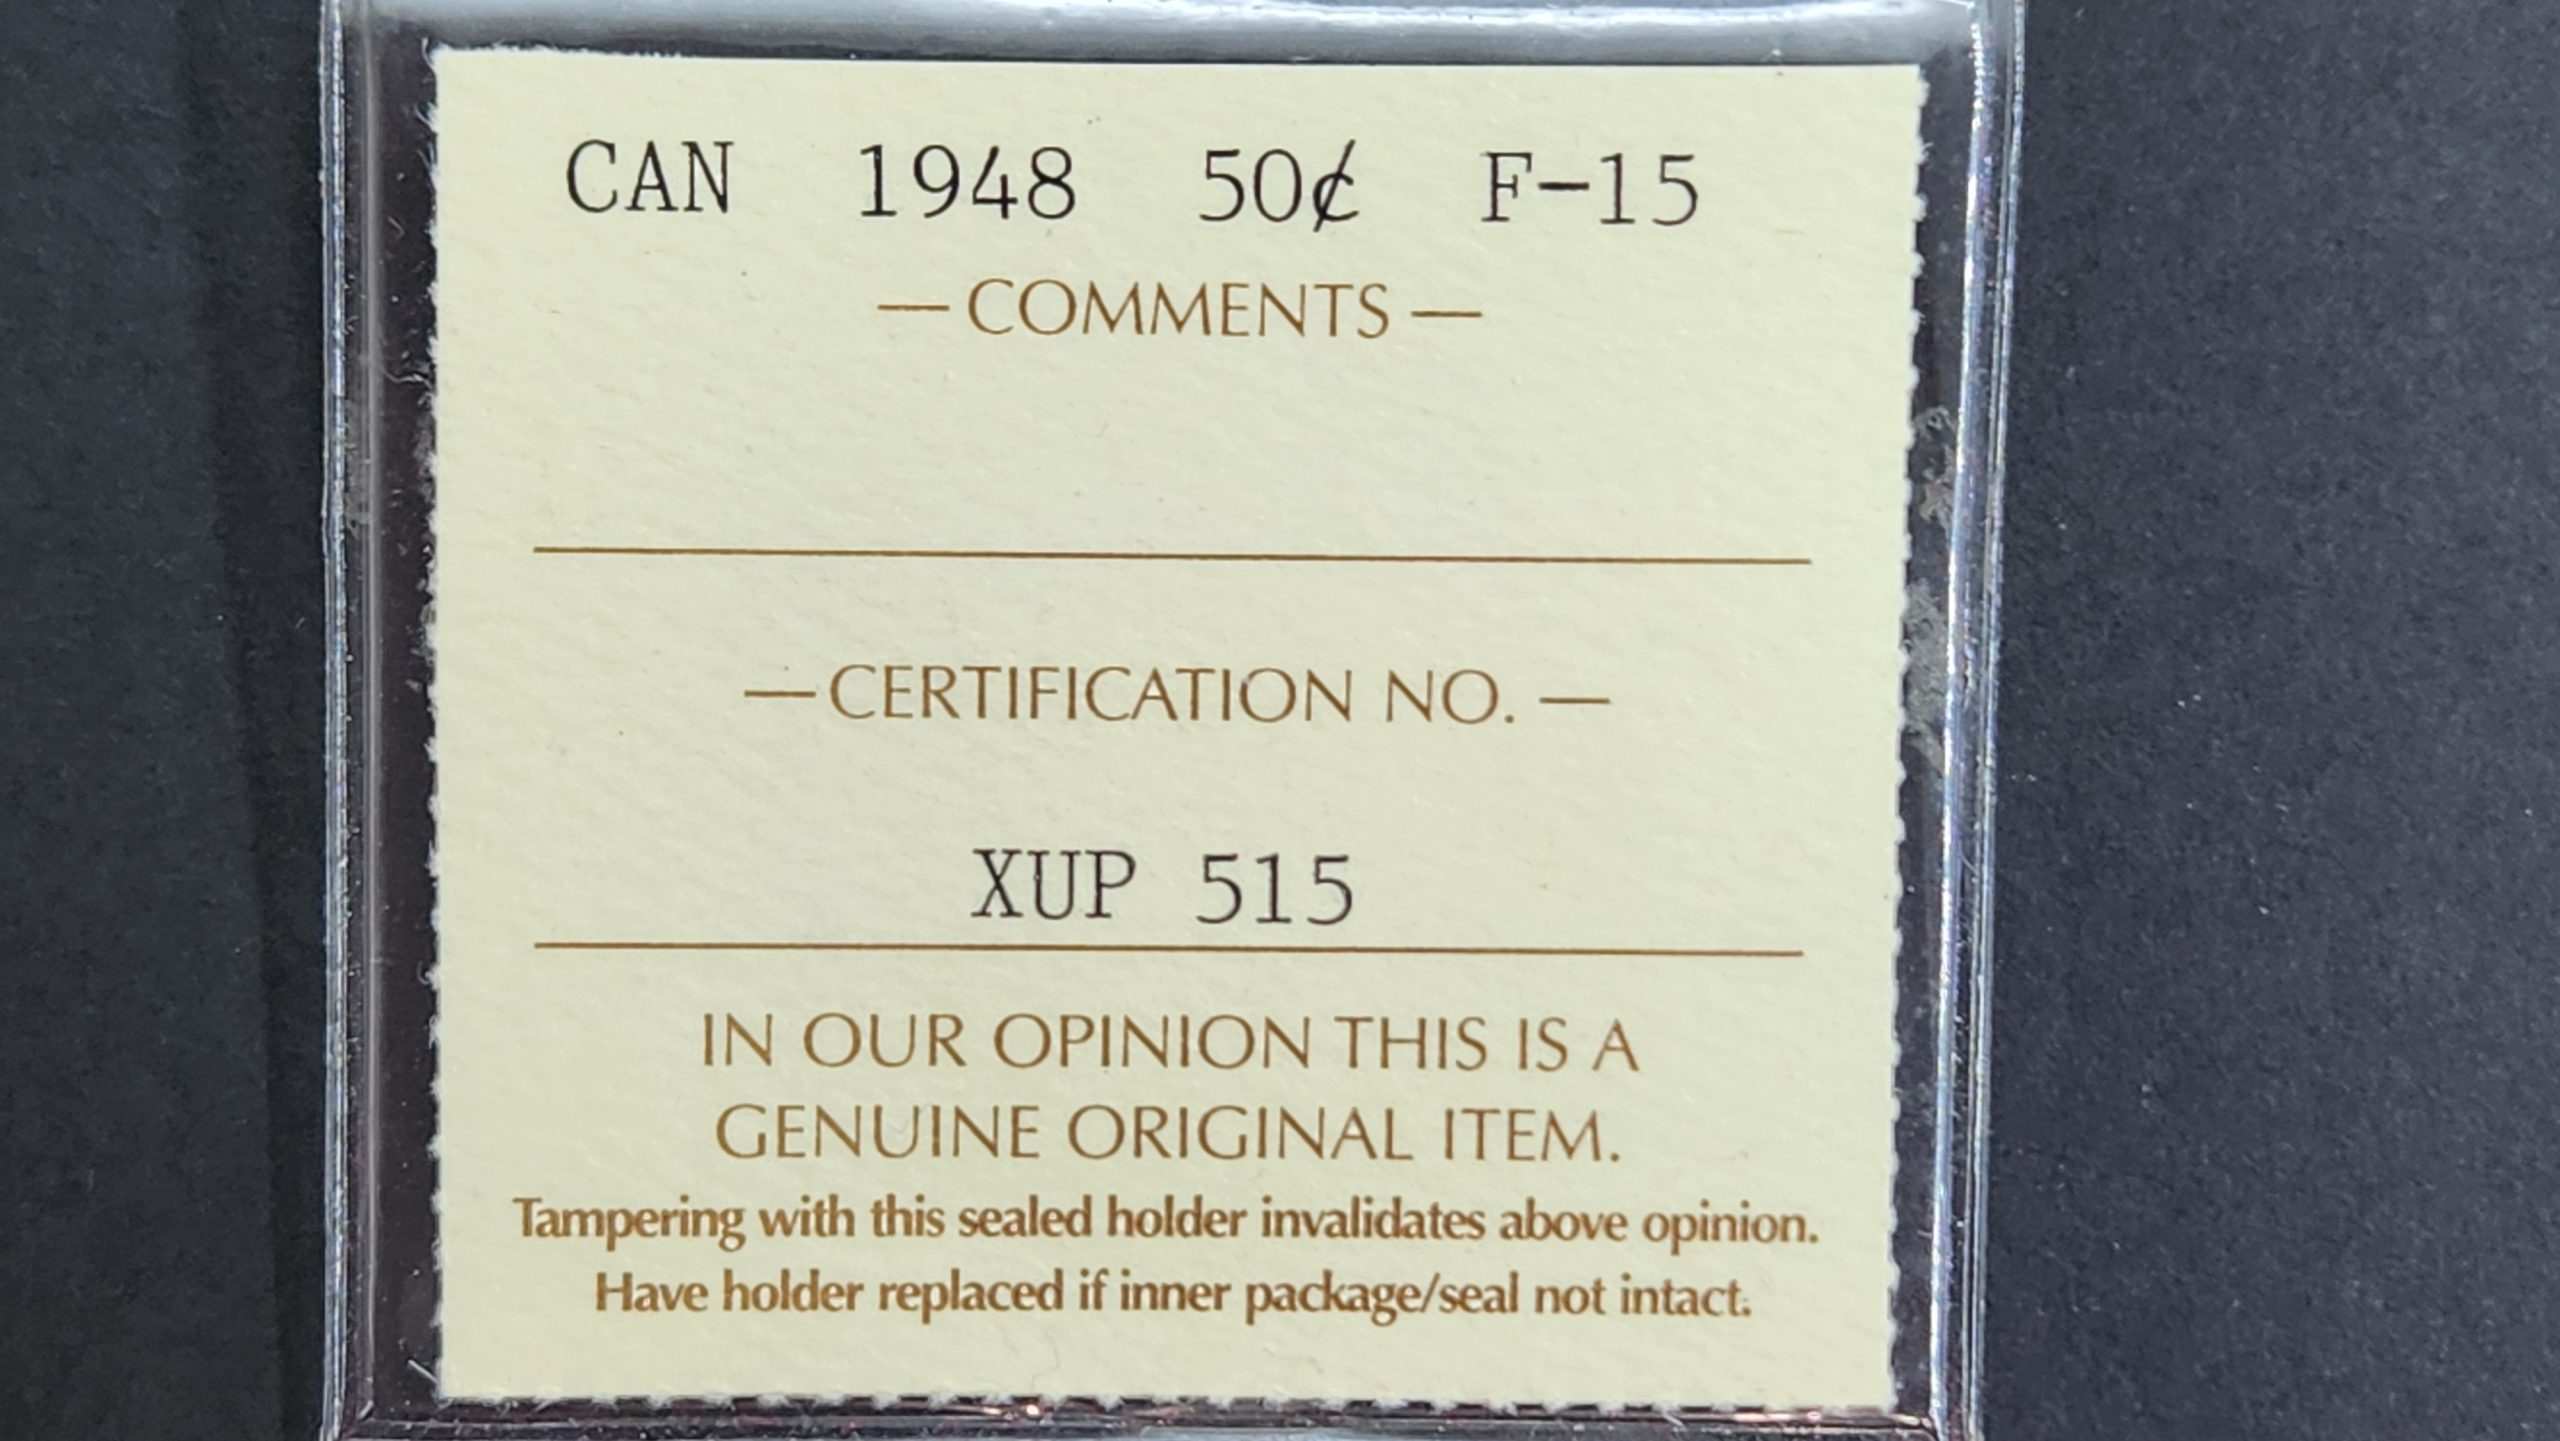 CAN 1948 50¢ F-15
— COMMENTS —
— CERTIFICATION NO. —
XUP 515
IN OUR OPINION THIS IS A
GENUINE ORIGINAL ITEM.
Tampering with this sealed holder invalidates above opinion.
Have holder replaced if inner package/seal not intact.